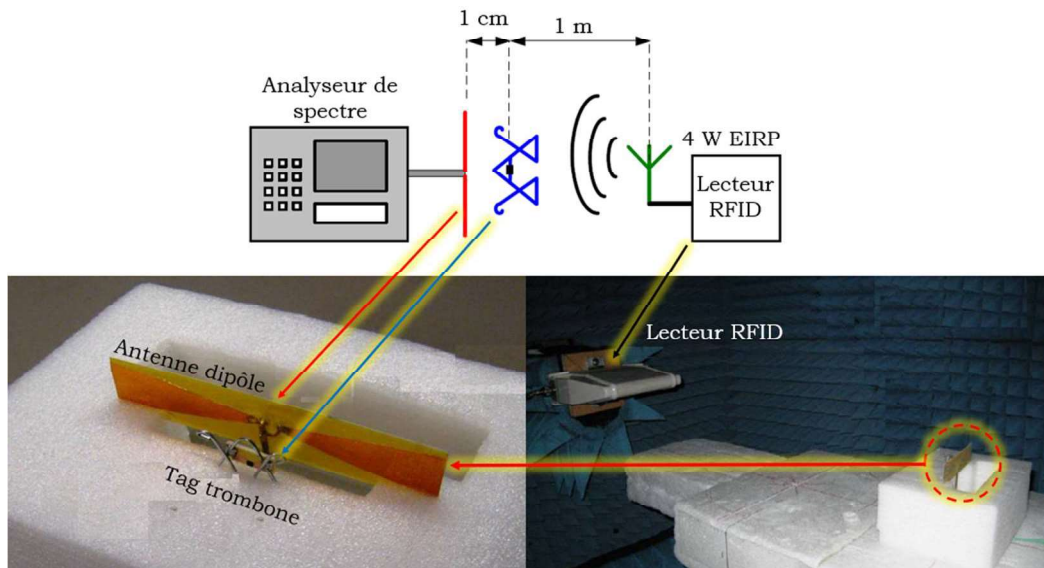 1 cm
1 m
Analyseur de
spectre
4 W EIRP
Lecteur
RFID
Antenne dipôle
Tag trombone
Lecteur RFID